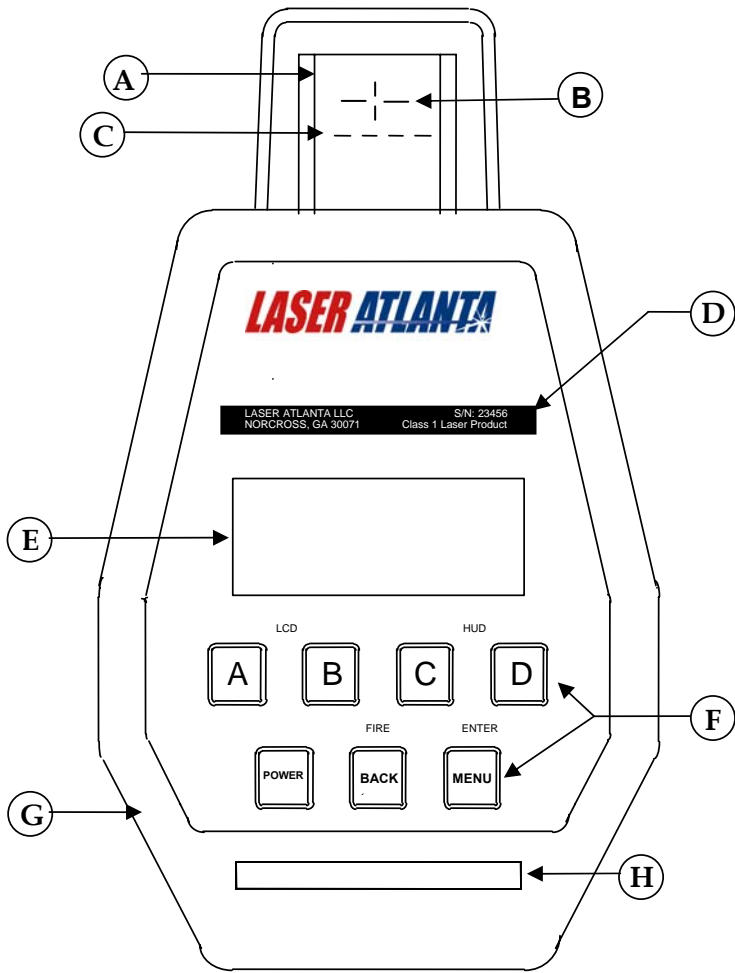 A
B
C
LASER ATLANTA
D
LASER ATLANTA LLC S/N: 23456
NORCROSS, GA 30071 Class 1 Laser Product
E
LCD HUD
A B C D
F
FIRE ENTER
POWER BACK MENU
G
H